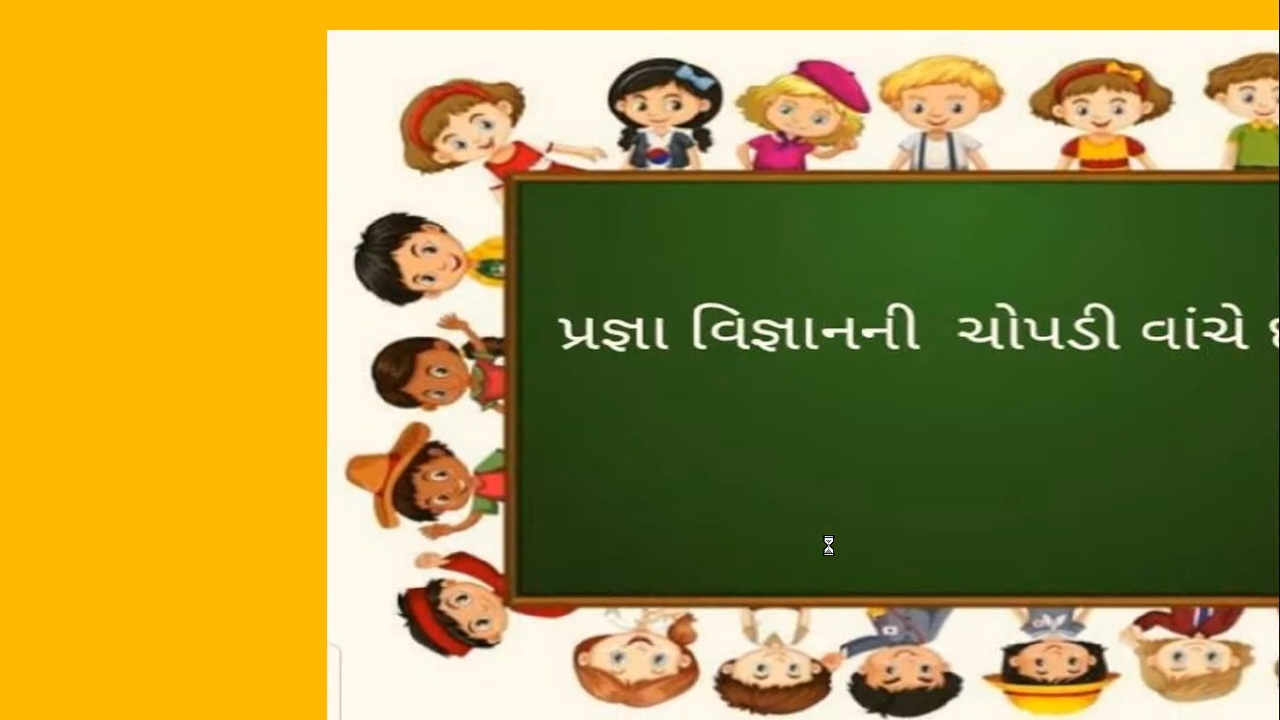 પ્રજ્ઞા વિજ્ઞાનની ચોપડી વાંચે